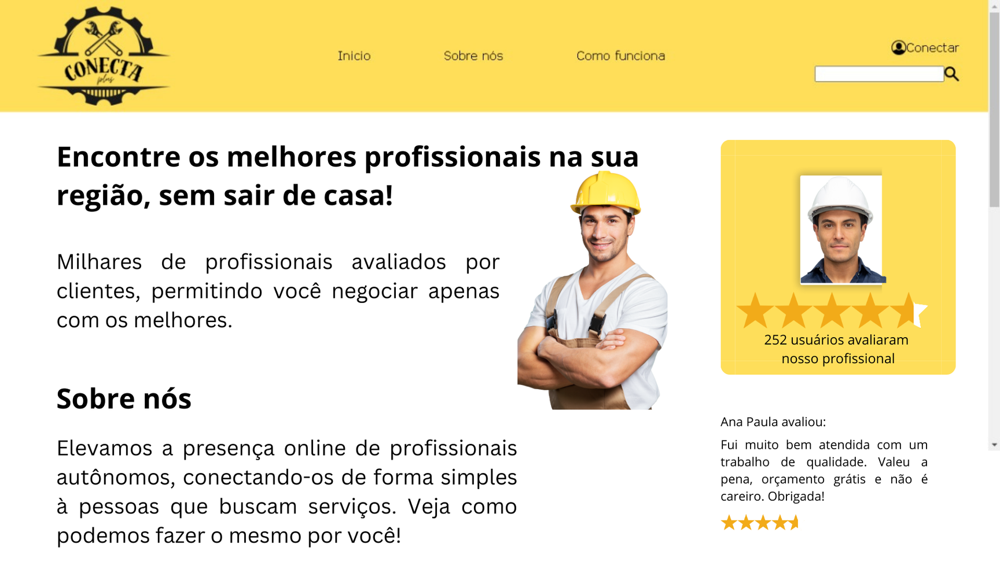 CONECTA
plus
Inicio
Sobre nós
Como funciona
Conectar
Encontre os melhores profissionais na sua
região, sem sair de casa!
Milhares de profissionais avaliados por
clientes, permitindo você negociar apenas
com os melhores.
252 usuários avaliaram
nosso profissional
Sobre nós
Elevamos a presença online de profissionais
autônomos, conectando-os de forma simples
à pessoas que buscam serviços. Veja como
podemos fazer o mesmo por você!
Ana Paula avaliou:
Fui muito bem atendida com um
trabalho de qualidade. Valeu a
pena, orçamento grátis e não é
careiro. Obrigada!